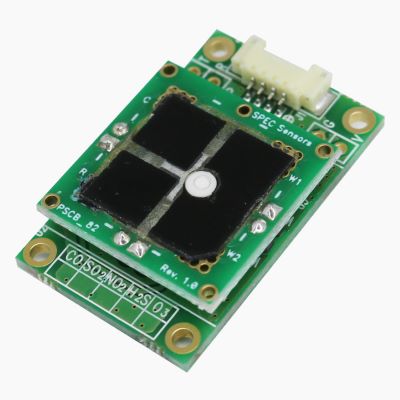 SPEC Sensors
C
R
W1
PSCB_82
W2
Rev. 1.0
CO SO2 NO2 H2S O3